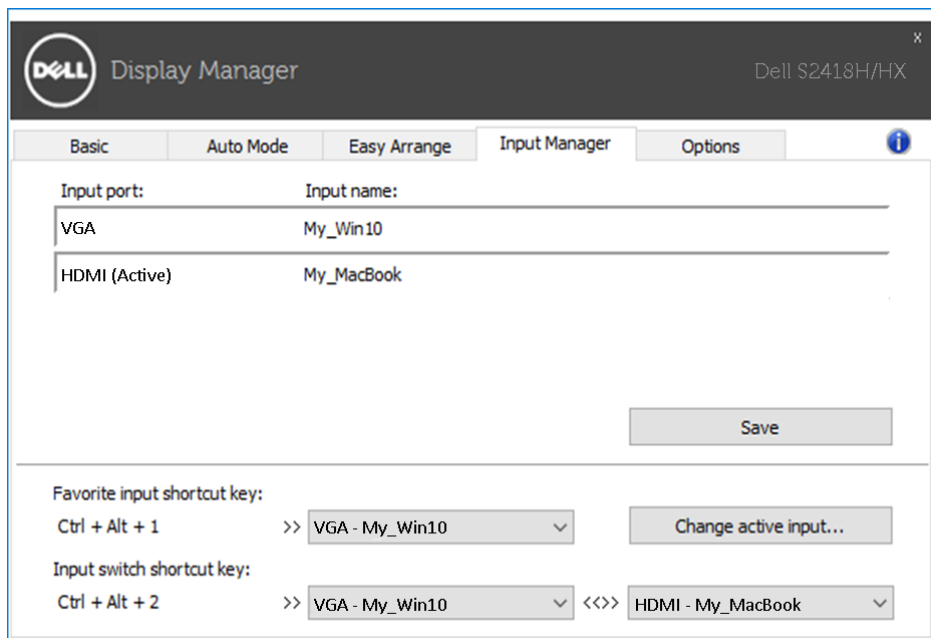 x
DELL Display Manager Dell S2418H/HX
Basic Auto Mode Easy Arrange Input Manager Options i
Input port: Input name:
VGA My_Win10
HDMI (Active) My_MacBook
Save
Favorite input shortcut key:
Ctrl + Alt + 1 >> VGA - My_Win10 Change active input...
Input switch shortcut key:
Ctrl + Alt + 2 >> VGA - My_Win10 <<>> HDMI - My_MacBook